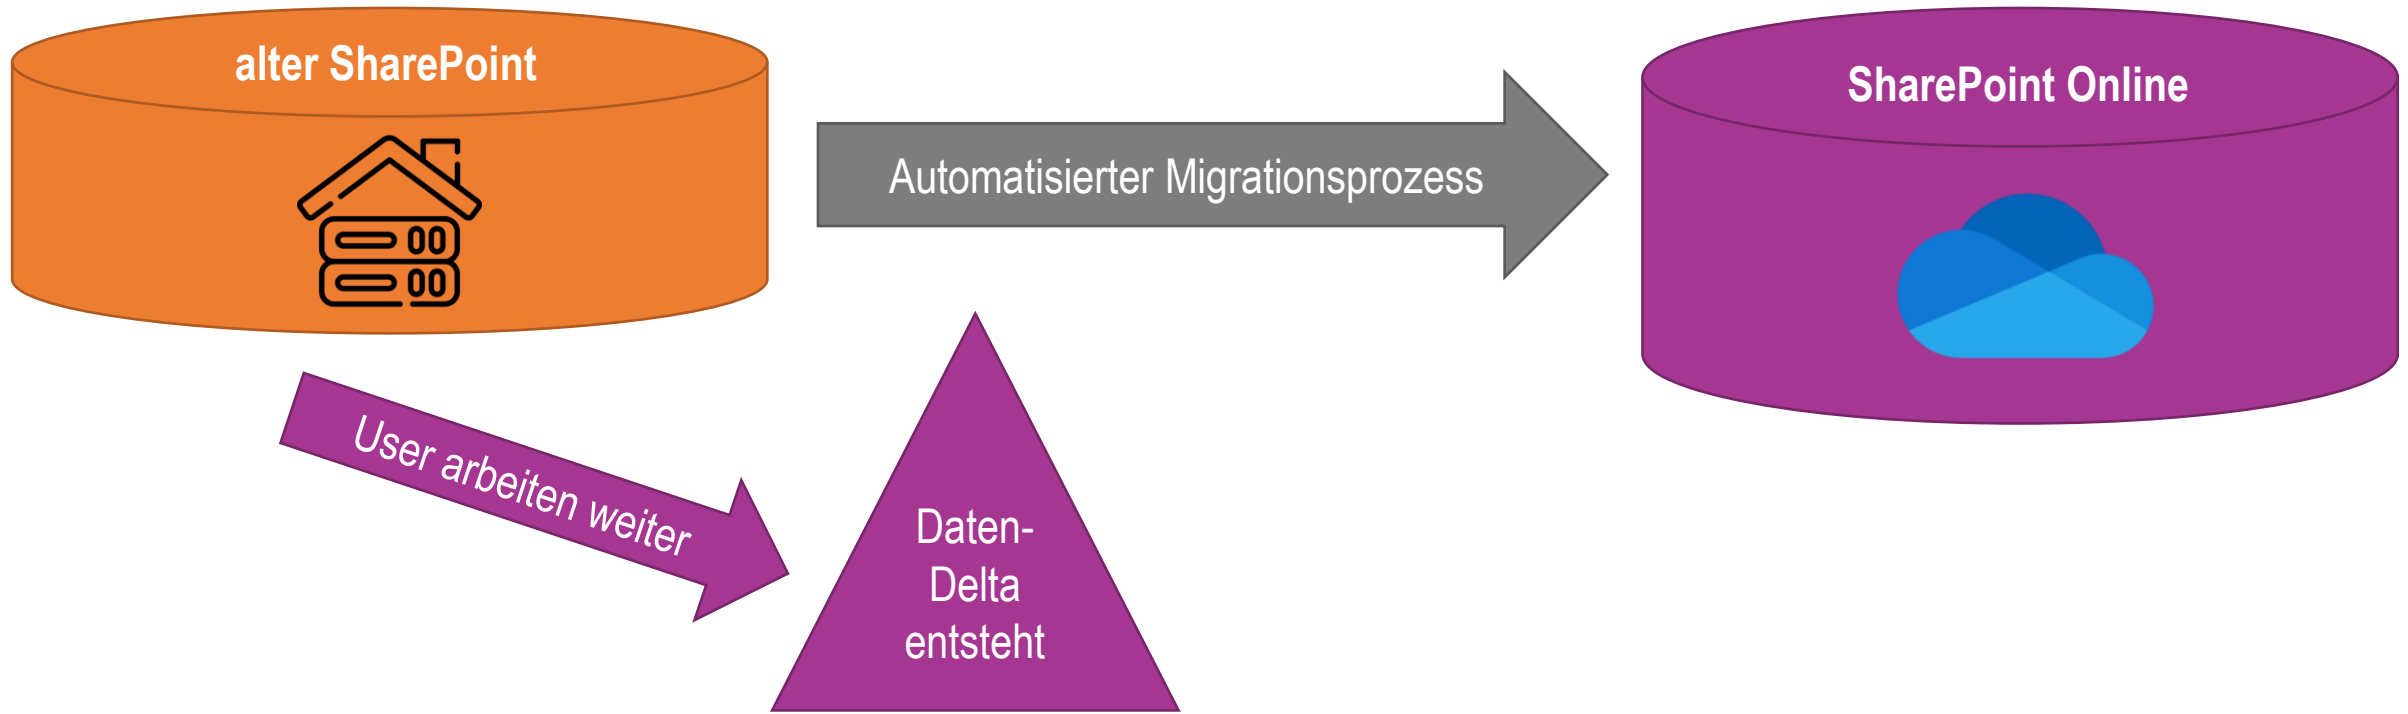 alter SharePoint
SharePoint Online
Automatisierter Migrationsprozess
User arbeiten weiter
Daten-
Delta
entsteht